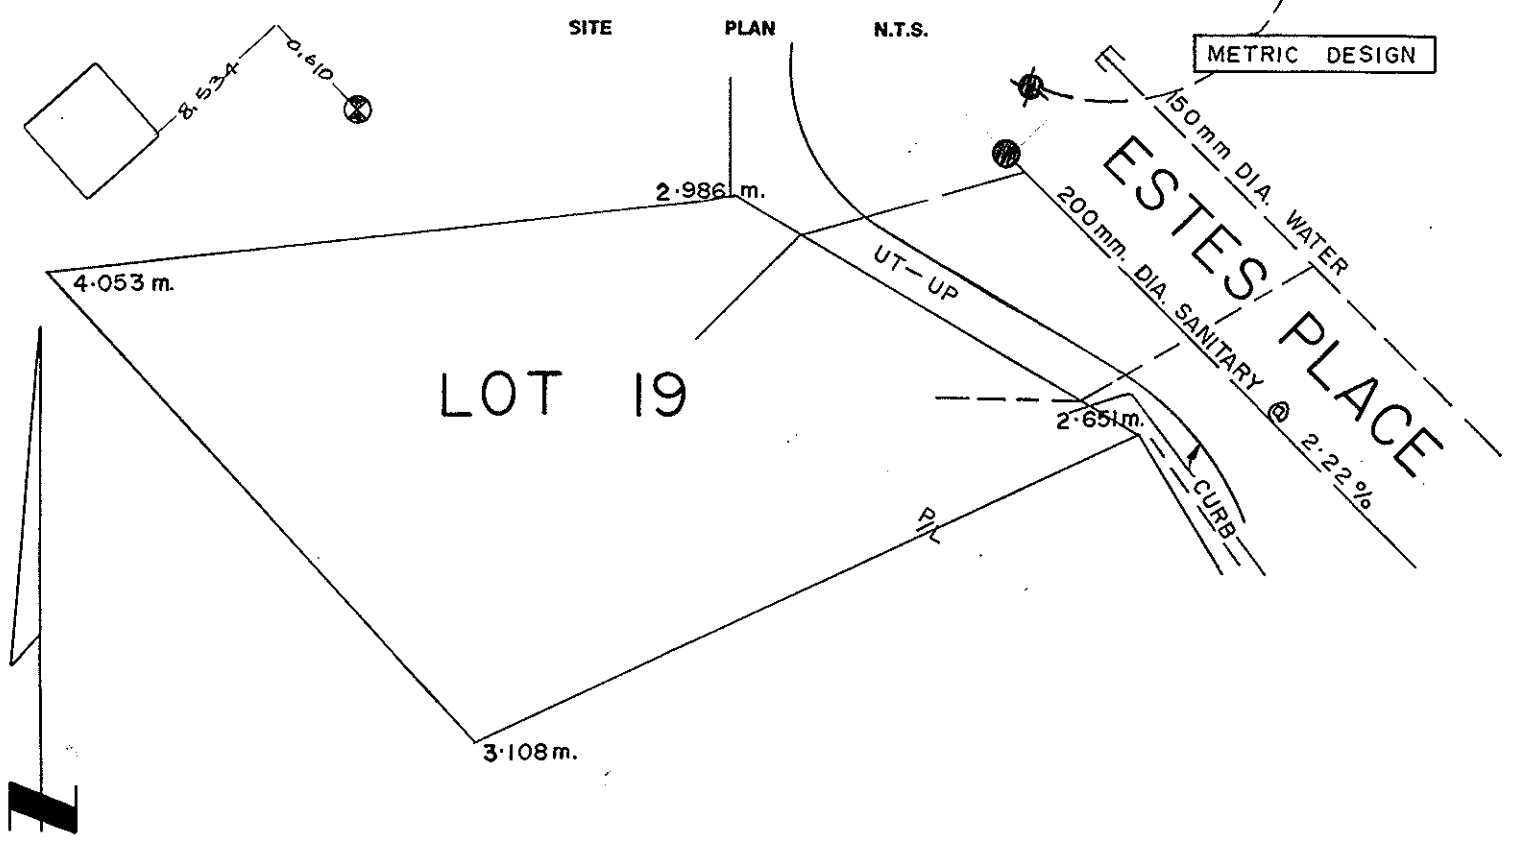 SITE PLAN N.T.S.
METRIC DESIGN
8.534
0.610
150mm DIA. WATER
ESTES PLACE
200mm. DIA. SANITARY @ 2.22%
2.986 m.
4.053 m.
UT-UP
LOT 19
2.651m.
CURB
P/L
3.108m.